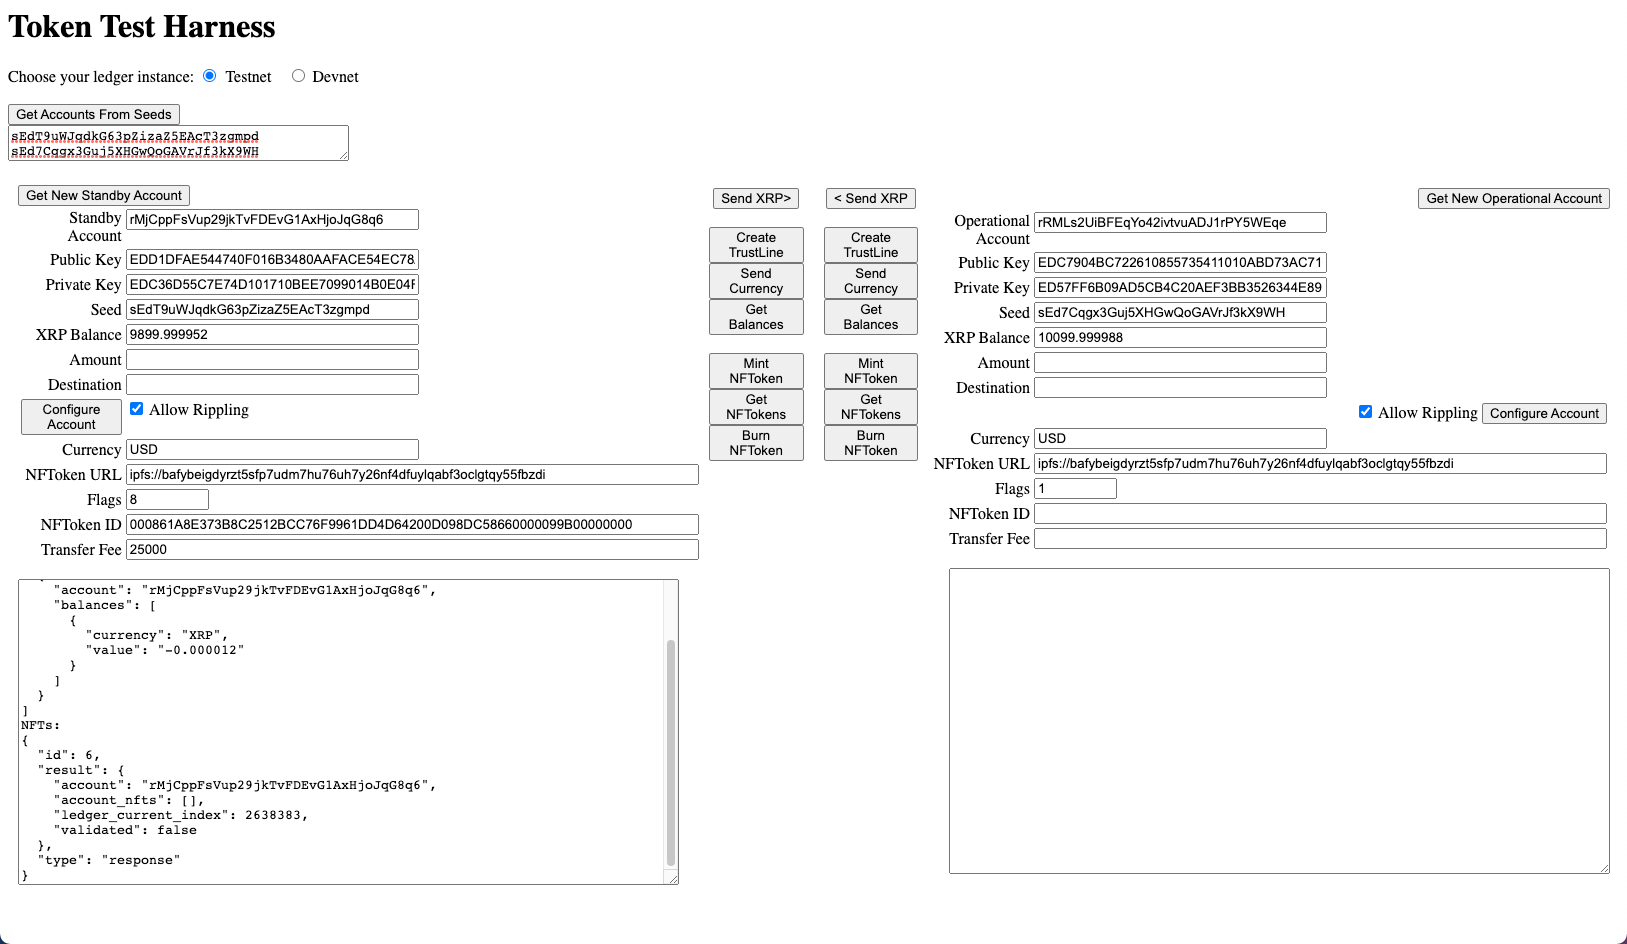 Token Test Harness
Choose your ledger instance: Testnet Devnet
Get Accounts From Seeds
sEdT9uWJqdkG63pZizaZ5EAcT3zgmpd
sEd7Cqgx3Guj5XHGwQoGAVrJf3kX9WH
Get New Standby Account
Standby Account rMjCppFsVup29jkTvFDEvG1AxHjoJqG8q6
Public Key EDD1DFAE544740F016B3480AAFACE54EC78
Private Key EDC36D55C7E74D101710BEE7099014B0E04F
Seed sEdT9uWJqdkG63pZizaZ5EAcT3zgmpd
XRP Balance 9899.999952
Amount
Destination
Configure Account Allow Rippling
Currency USD
NFToken URL ipfs://bafybeigdyrzt5sfp7udm7hu76uh7y26nf4dfuylqabf3oclgtqy55fbzdi
Flags 8
NFToken ID 000861A8E373B8C2512BCC76F9961DD4D64200D098DC58660000099B00000000
Transfer Fee 25000
"account": "rMjCppFsVup29jkTvFDEvG1AxHjoJqG8q6",
"balances": [
{
"currency": "XRP",
"value": "-0.000012"
}
]
}
]
NFTs:
{
"id": 6,
"result": {
"account": "rMjCppFsVup29jkTvFDEvG1AxHjoJqG8q6",
"account_nfts": [],
"ledger_current_index": 2638383,
"validated": false
},
"type": "response"
}
Send XRP> < Send XRP
Create TrustLine Create TrustLine
Send Currency Send Currency
Get Balances Get Balances
Mint NFToken Mint NFToken
Get NFTokens Get NFTokens
Burn NFToken Burn NFToken
Get New Operational Account
Operational Account rRMLs2UiBFEqYo42ivtvuADJ1rPY5WEqe
Public Key EDC7904BC722610855735411010ABD73AC71
Private Key ED57FF6B09AD5CB4C20AEF3BB3526344E89
Seed sEd7Cqgx3Guj5XHGwQoGAVrJf3kX9WH
XRP Balance 10099.999988
Amount
Destination
Allow Rippling Configure Account
Currency USD
NFToken URL ipfs://bafybeigdyrzt5sfp7udm7hu76uh7y26nf4dfuylqabf3oclgtqy55fbzdi
Flags 1
NFToken ID
Transfer Fee